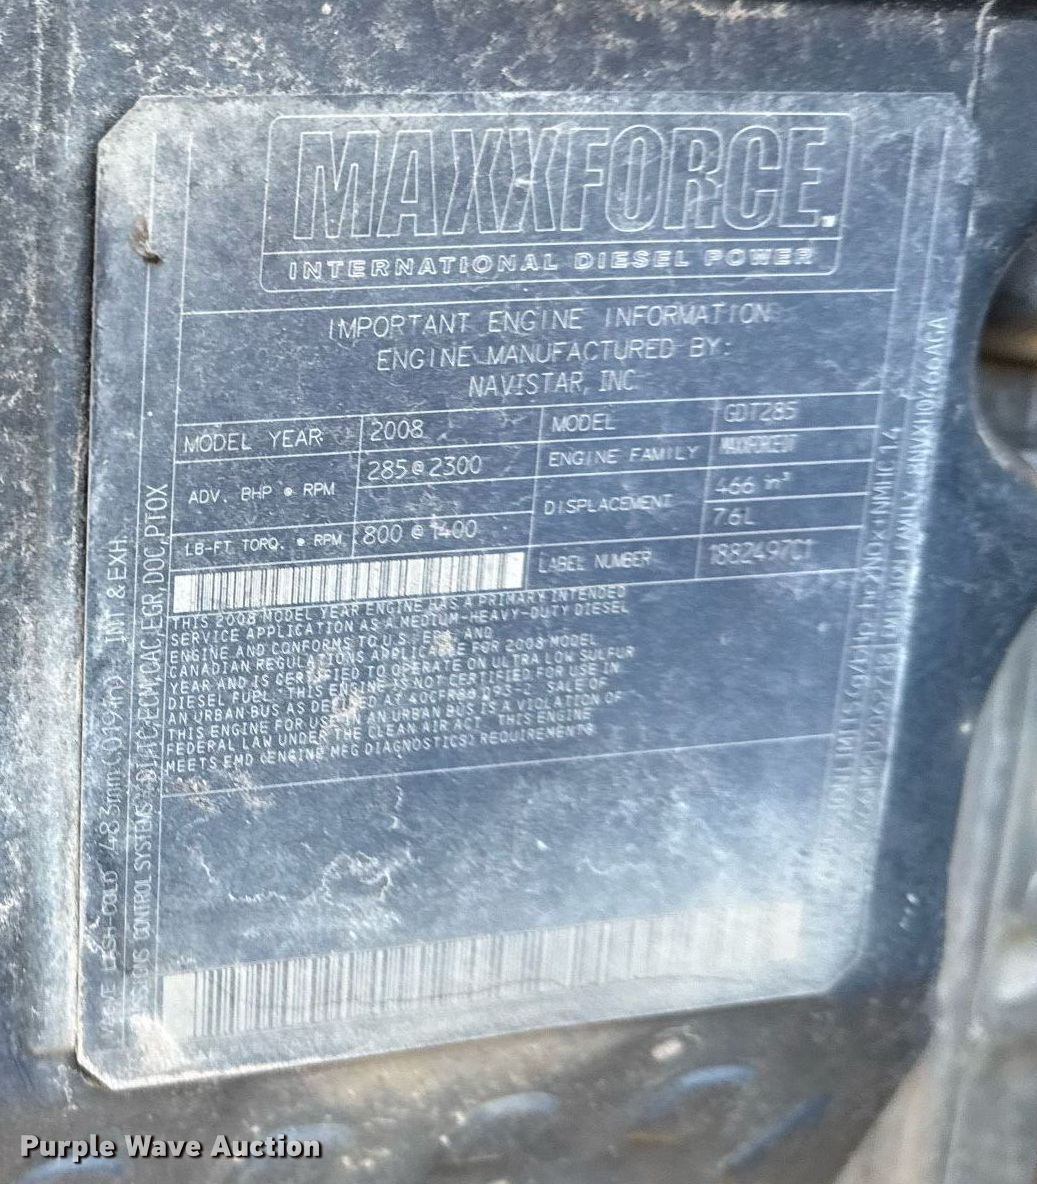 MAXXFORCE
INTERNATIONAL DIESEL POWER
IMPORTANT ENGINE INFORMATION
ENGINE MANUFACTURED BY:
NAVISTAR, INC
MODEL YEAR 2008 MODEL GDT285
ADV. BHP @ RPM 285@2300 ENGINE FAMILY
DISPLACEMENT 466 in³
7.6L
LB-FT TORQ. @ RPM 800 @ 1400
LABEL NUMBER 1882497C1
THIS 2008 MODEL YEAR ENGINE HAS A PRIMARY INTENDED
SERVICE APPLICATION AS A MEDIUM-HEAVY-DUTY DIESEL
ENGINE AND CONFORMS TO U.S. EPA AND
CANADIAN REGULATIONS APPLICABLE FOR 2008 MODEL
YEAR AND IS CERTIFIED TO OPERATE ON ULTRA LOW SULFUR
DIESEL FUEL. THIS ENGINE IS NOT CERTIFIED FOR USE IN
AN URBAN BUS AS DEFINED AT 40CFR86.093-2. SALE OF
THIS ENGINE FOR USE IN AN URBAN BUS IS A VIOLATION OF
FEDERAL LAW UNDER THE CLEAN AIR ACT. THIS ENGINE
MEETS EMD (ENGINE MFG DIAGNOSTICS) REQUIREMENTS
LASH-COLD .483mm(.019in) INT.&EXH.
CONTROL SYSTEMS: DI,TC,ECM,CAC,EGR,DOC,PTOX
Purple Wave Auction